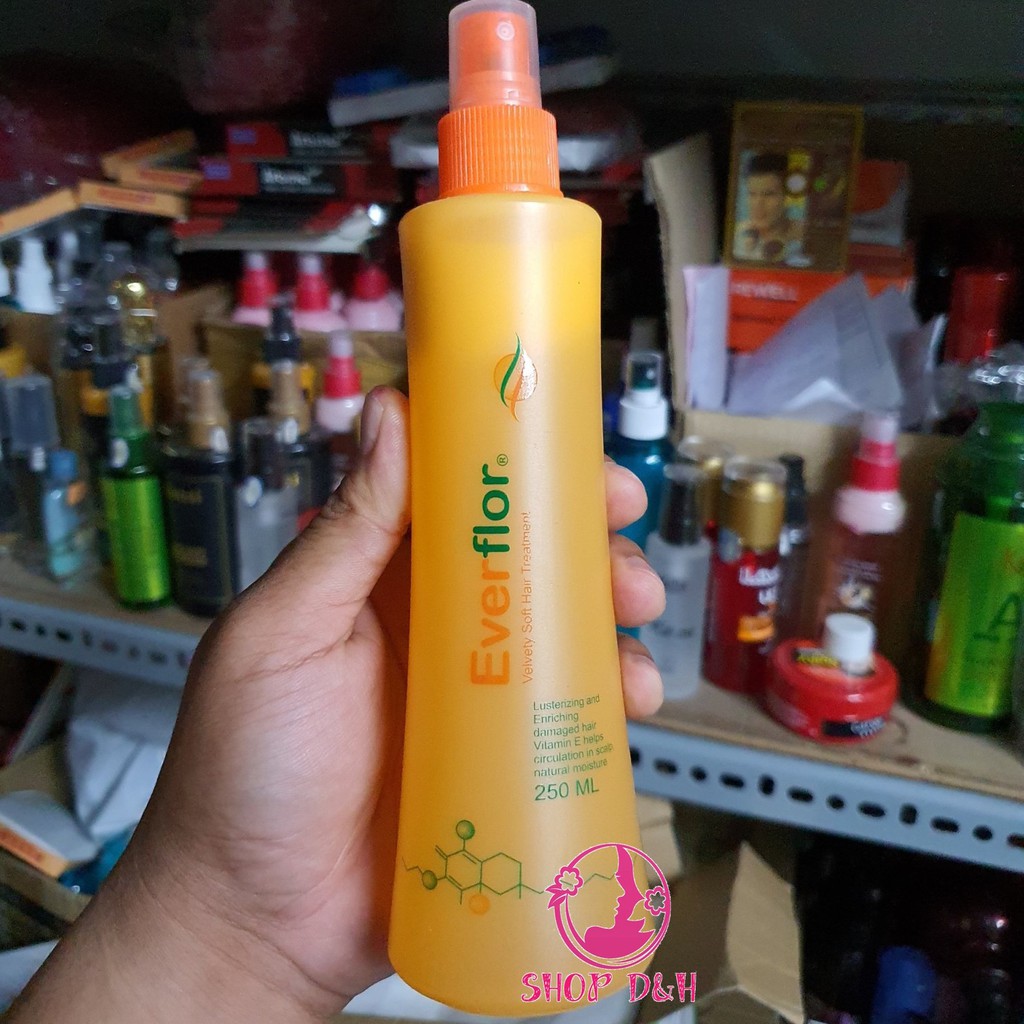 Everflor®
Velvety Soft Hair Treatment
Lusterizing and
Enriching
damaged hair
Vitamin E helps
circulation in scalp,
natural moisture
250 ML
HEWELL
SHOP D&H